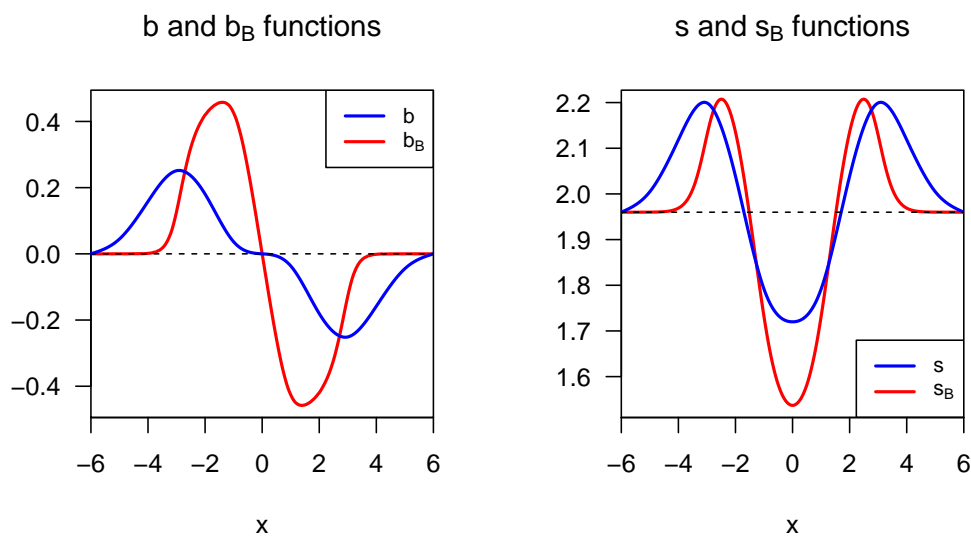 b and b_B functions
0.4
0.2
0.0
−0.2
−0.4
−6 −4 −2 0 2 4 6
x
b
b_B
s and s_B functions
2.2
2.1
2.0
1.9
1.8
1.7
1.6
−6 −4 −2 0 2 4 6
x
s
s_B